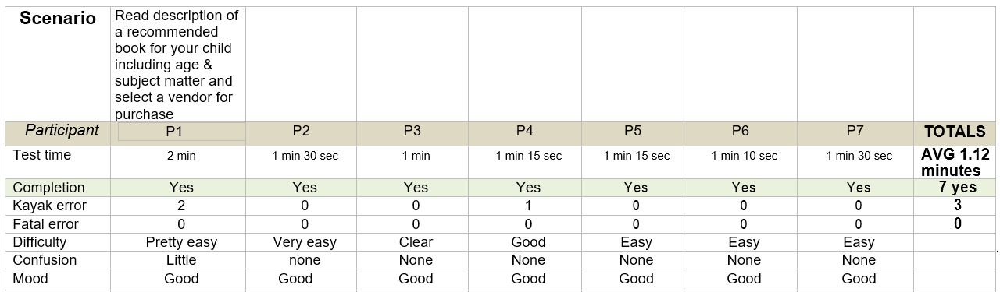 Scenario Read description of
a recommended
book for your child
including age &
subject matter and
select a vendor for
purchase
Participant P1 P2 P3 P4 P5 P6 P7 TOTALS
Test time 2 min 1 min 30 sec 1 min 1 min 15 sec 1 min 15 sec 1 min 10 sec 1 min 30 sec AVG 1.12
minutes
Completion Yes Yes Yes Yes Yes Yes Yes 7 yes
Kayak error 2 0 0 1 0 0 0 3
Fatal error 0 0 0 0 0 0 0 0
Difficulty Pretty easy Very easy Clear Good Easy Easy Easy
Confusion Little none None None None None None
Mood Good Good Good Good Good Good Good